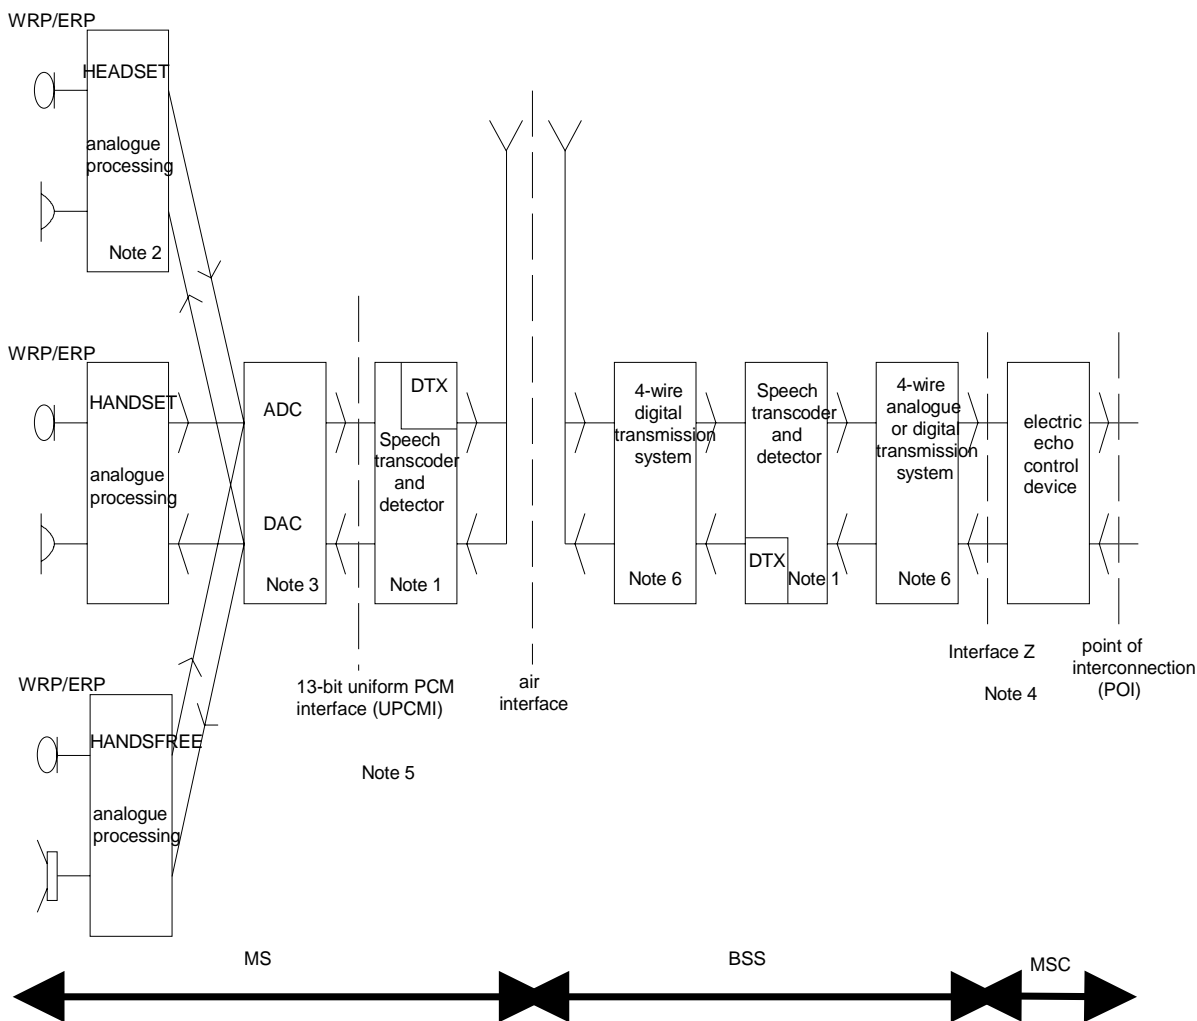 WRP/ERP
HEADSET
analogue
processing
Note 2
WRP/ERP
HANDSET
analogue
processing
WRP/ERP
HANDSFREE
analogue
processing
ADC
DAC
Note 3
13-bit uniform PCM
interface (UPCMI)
Note 5
DTX
Speech
transcoder
and
detector
Note 1
air
interface
4-wire
digital
transmission
system
Note 6
Speech
transcoder
and
detector
DTX
Note 1
4-wire
analogue
or digital
transmission
system
Note 6
Interface Z
Note 4
electric
echo
control
device
point of
interconnection
(POI)
MS
BSS
MSC